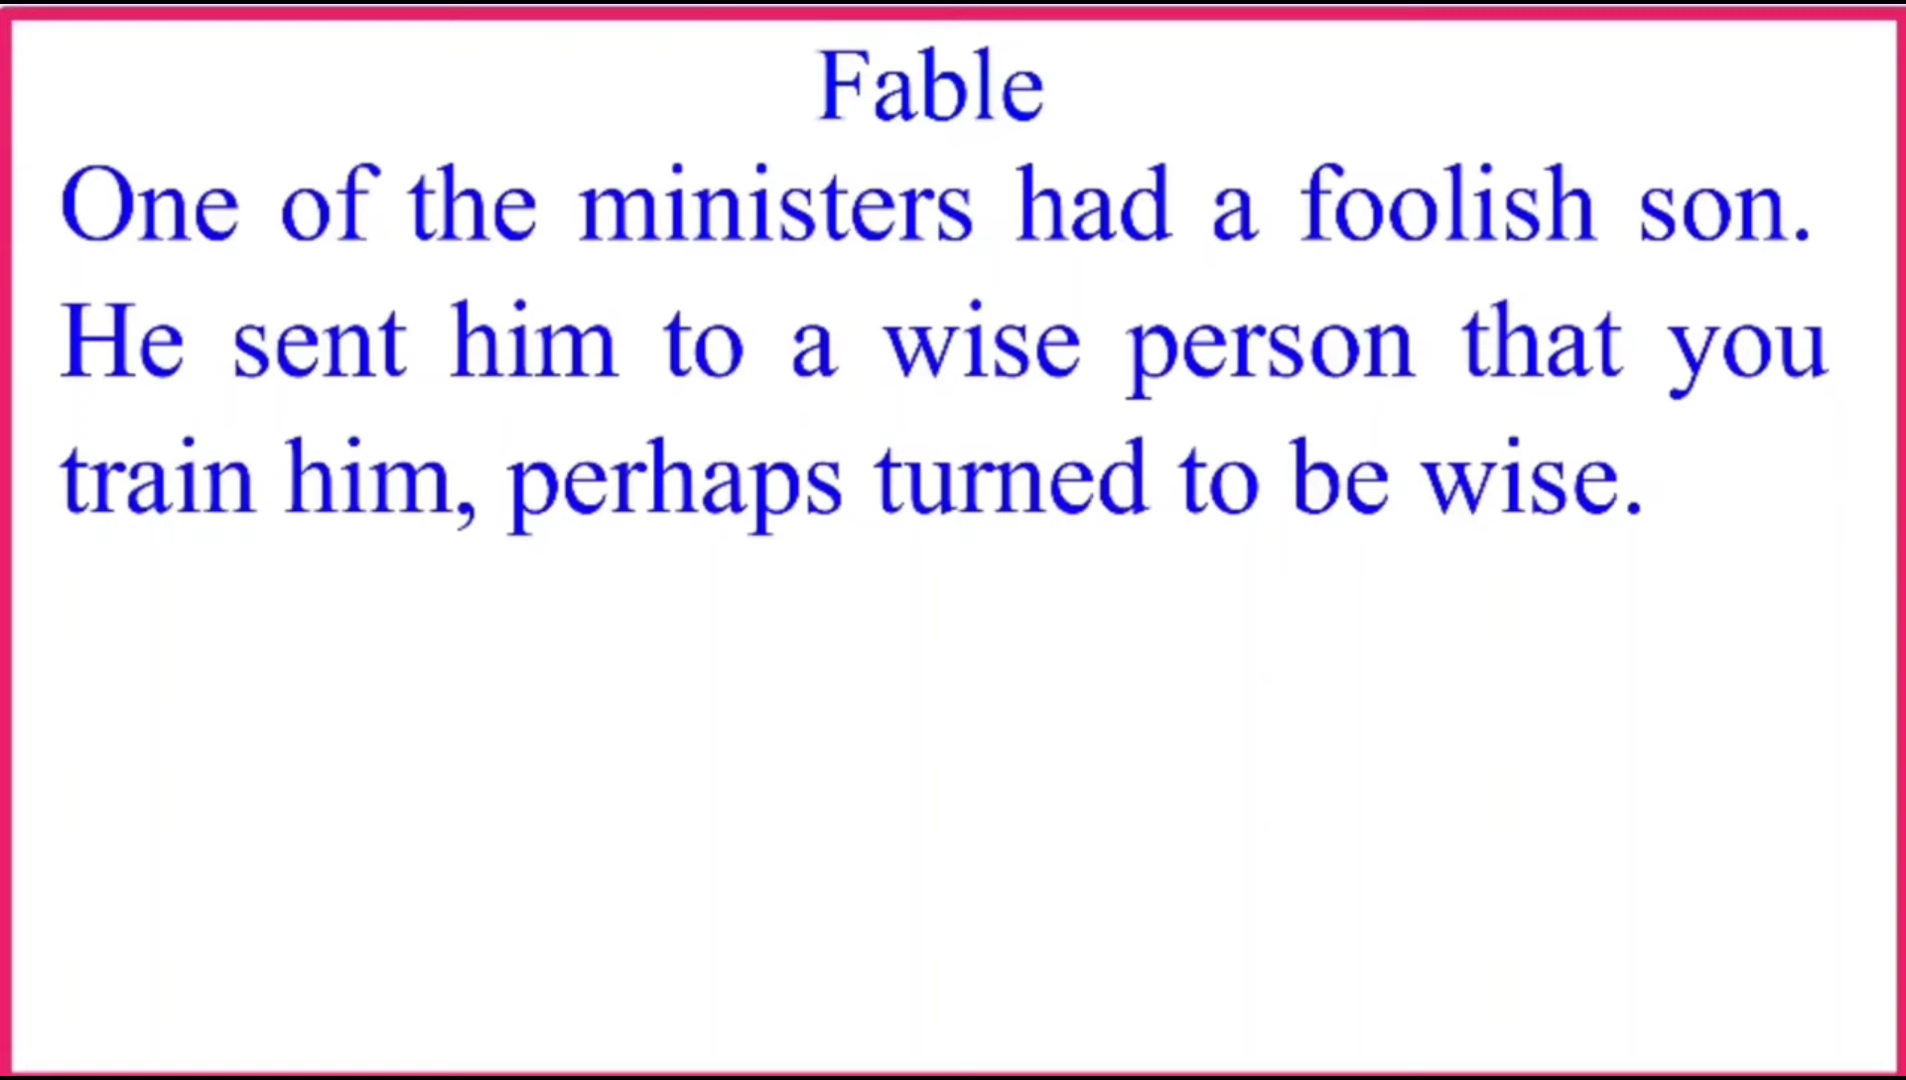 Fable
One of the ministers had a foolish son.
He sent him to a wise person that you
train him, perhaps turned to be wise.